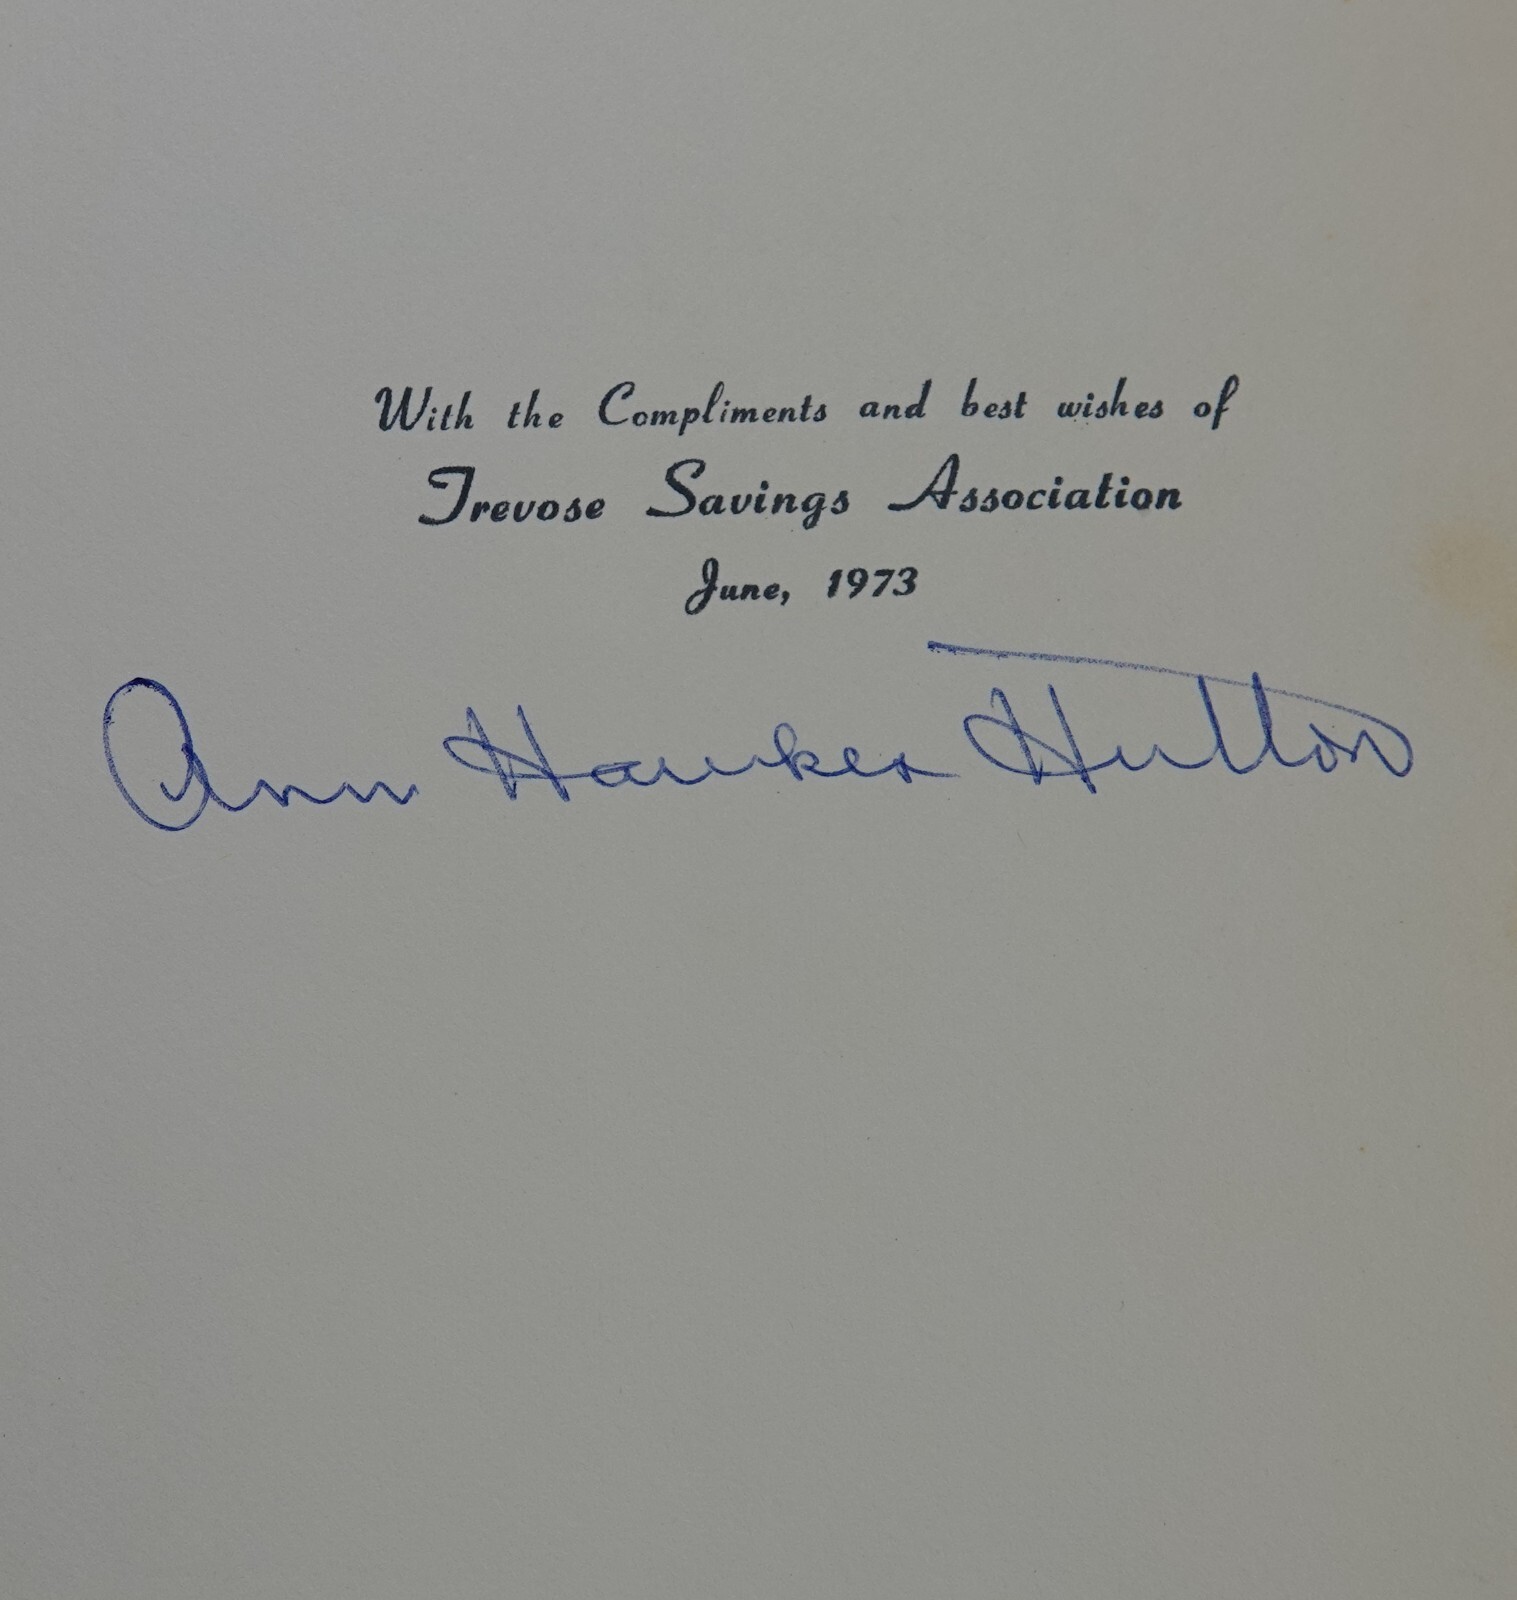 With the Compliments and best wishes of
Trevose Savings Association
June, 1973
Ann Hawkes Hutton